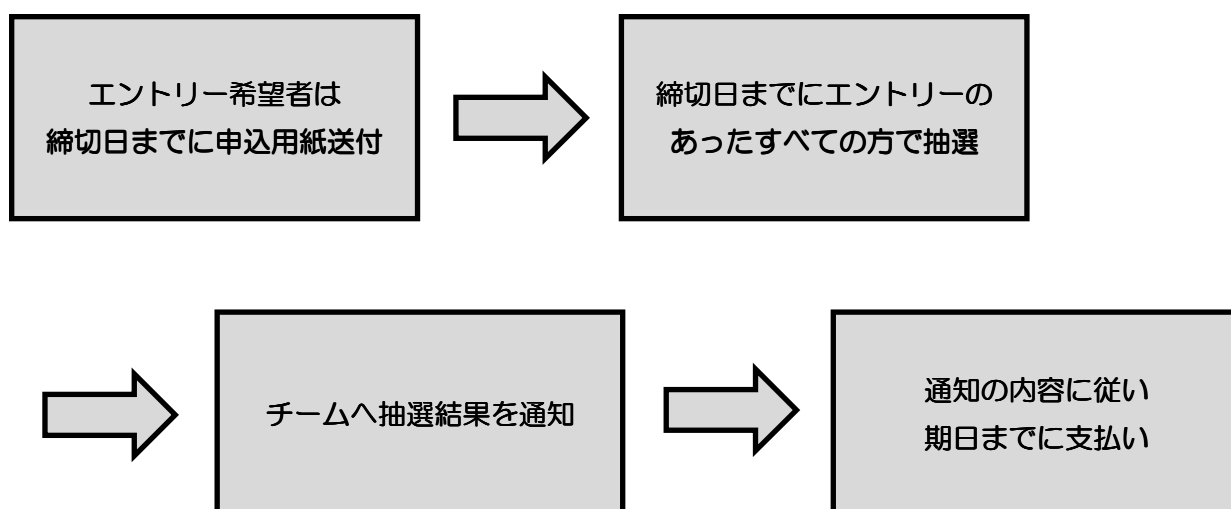 エントリー希望者は
締切日までに申込用紙送付
締切日までにエントリーの
あったすべての方で抽選
チームへ抽選結果を通知
通知の内容に従い
期日までに支払い